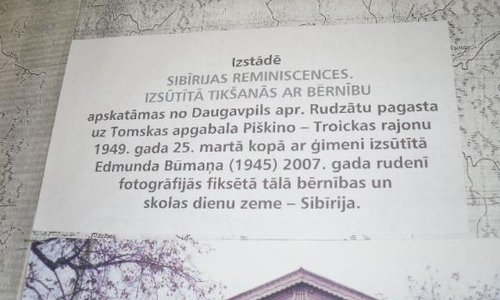 Izstādē
SIBĪRIJAS REMINISCENCES.
IZSŪTĪTĀ TIKŠANĀS AR BĒRNĪBU
apskatāmas no Daugavpils apr. Rudzātu pagasta
uz Tomskas apgabala Piškino – Troickas rajonu
1949. gada 25. martā kopā ar ģimeni izsūtītā
Edmunda Būmaņa (1945) 2007. gada rudenī
fotogrāfijās fiksētā tālā bērnības un
skolas dienu zeme – Sibīrija.